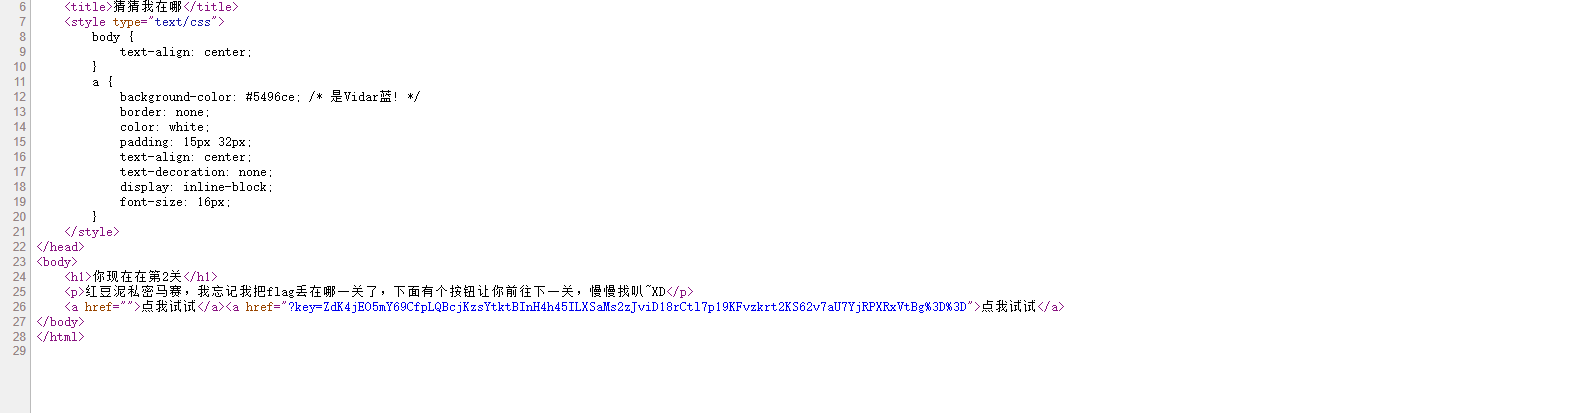 6 <title>猜猜我在哪</title>
7 <style type="text/css">
8 body {
9 text-align: center;
10 }
11 a {
12 background-color: #5496ce; /* 是Vidar蓝! */
13 border: none;
14 color: white;
15 padding: 15px 32px;
16 text-align: center;
17 text-decoration: none;
18 display: inline-block;
19 font-size: 16px;
20 }
21 </style>
22 </head>
23 <body>
24 <h1>你现在在第2关</h1>
25 <p>红豆泥私密马赛，我忘记我把flag丢在哪一关了，下面有个按钮让你前往下一关，慢慢找叭~XD</p>
26 <a href="">点我试试</a><a href="?key=ZdK4jEO5mY69CfpLQBcjKzsYtktBInH4h45ILXSaMs2zJviD18rCtl7p19KFvzkrt2KS62v7aU7YjRPXRxVtBg%3D%3D">点我试试</a>
27 </body>
28 </html>
29